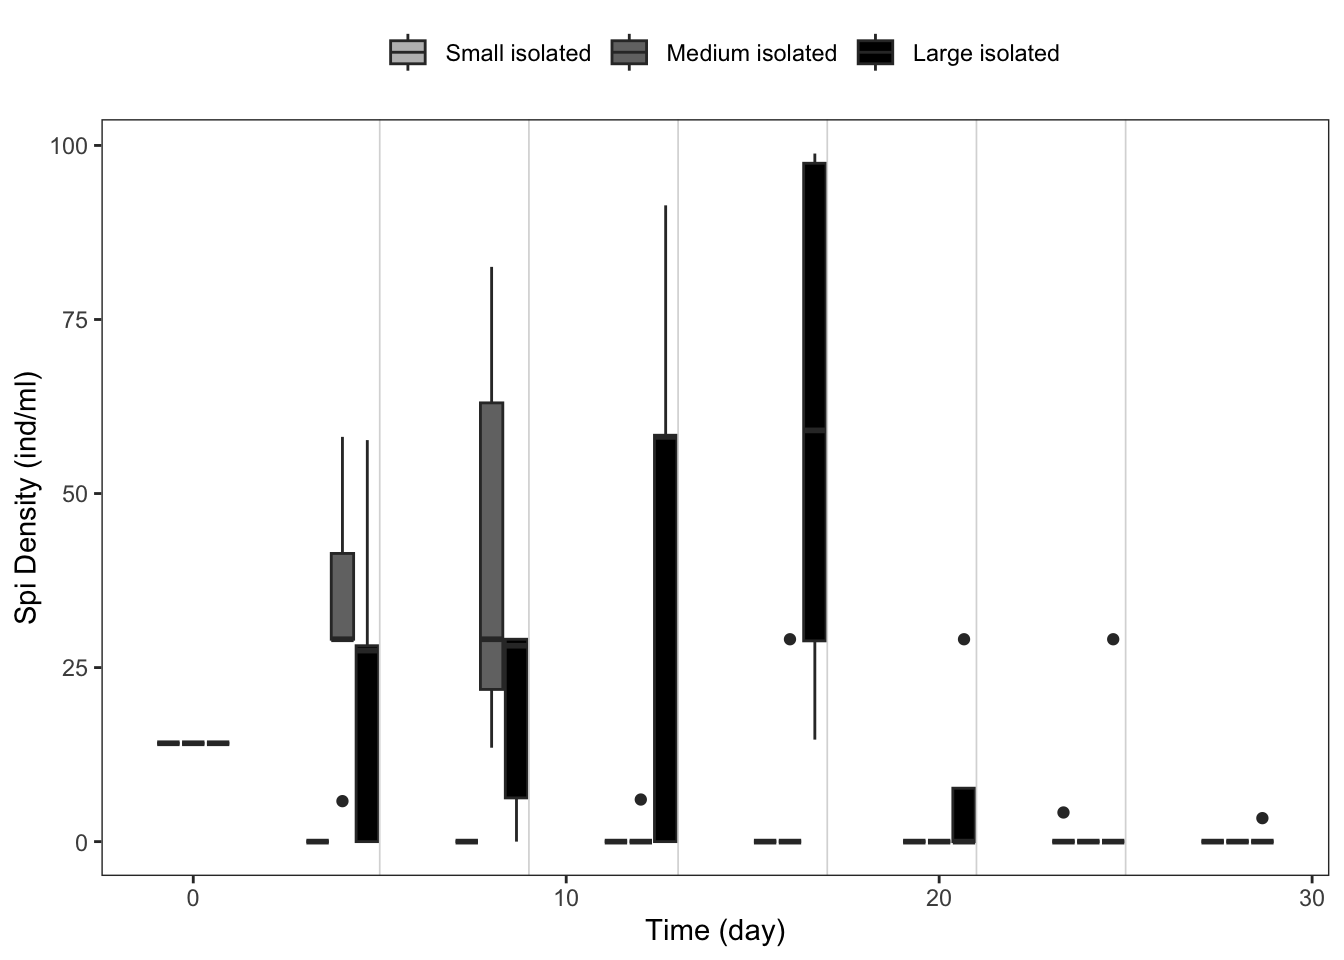 Small isolated Medium isolated Large isolated
Spi Density (ind/ml)
100
75
50
25
0
0 10 20 30
Time (day)